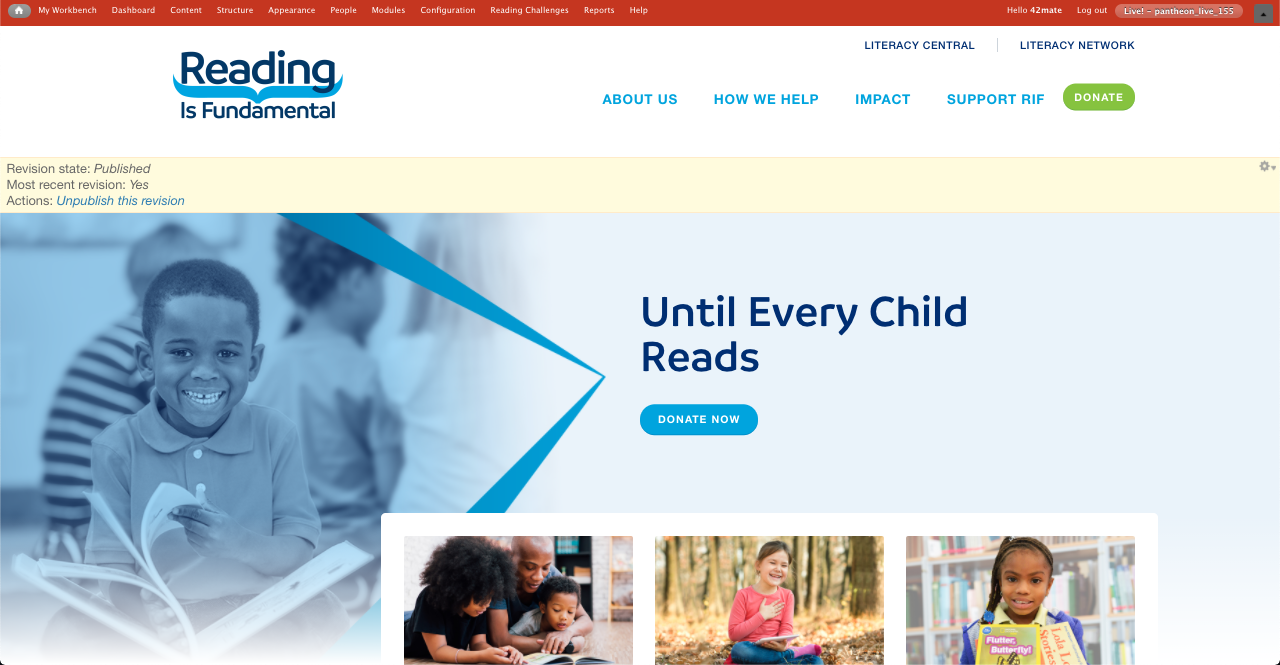 My Workbench Dashboard Content Structure Appearance People Modules Configuration Reading Challenges Reports Help Hello 42mate Log out Live! - pantheon_live_155
LITERACY CENTRAL LITERACY NETWORK
Reading
Is Fundamental
ABOUT US HOW WE HELP IMPACT SUPPORT RIF DONATE
Revision state: Published
Most recent revision: Yes
Actions: Unpublish this revision
Until Every Child
Reads
DONATE NOW
Flutter,
Butterfly!
Stories